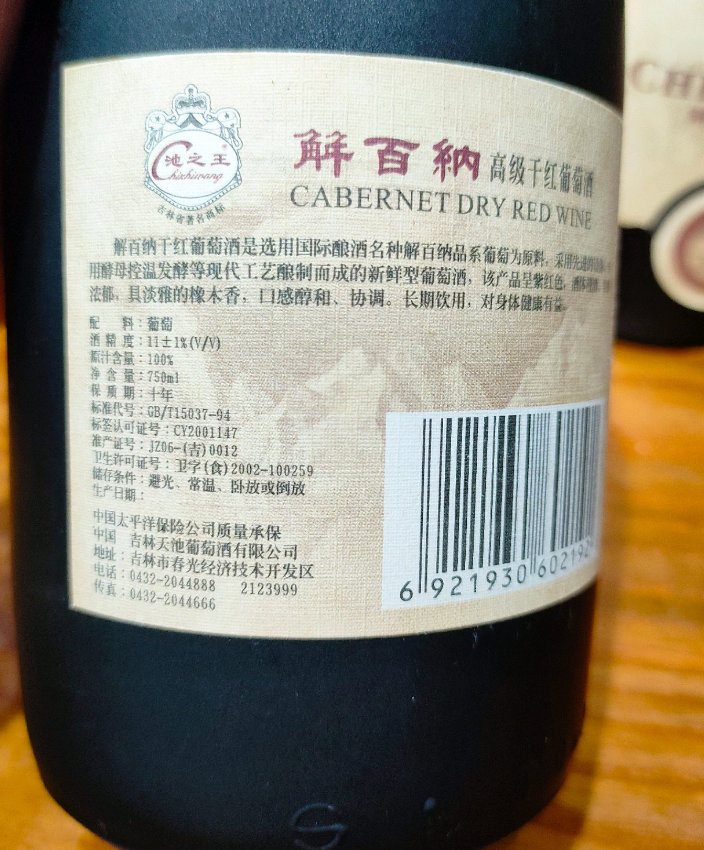 池之王
Chizhiwang
吉林省著名商标
解百納 高级干红葡萄酒
CABERNET DRY RED WINE
解百纳干红葡萄酒是选用国际酿酒名种解百纳品系葡萄为原料，采用先进的
用酵母控温发酵等现代工艺酿制而成的新鲜型葡萄酒，该产品呈紫红色，
浓郁，具淡雅的橡木香，口感醇和、协调。长期饮用，对身体健康有益。
配 料：葡萄
酒 精 度：11±1%(V/V)
原汁含量：100%
净 含 量：750ml
保 质 期：十年
标准代号：GB/T15037-94
标签认可证号：CY2001147
准产证号：JZ06-(吉)0012
卫生许可证号：卫字(食)2002-100259
储存条件：避光、常温、卧放或倒放
生产日期：
中国太平洋保险公司质量承保
中国 吉林天池葡萄酒有限公司
地址：吉林市春光经济技术开发区
电话：0432-2044888 2123999
传真：0432-2044666
6 921930 602192
CH